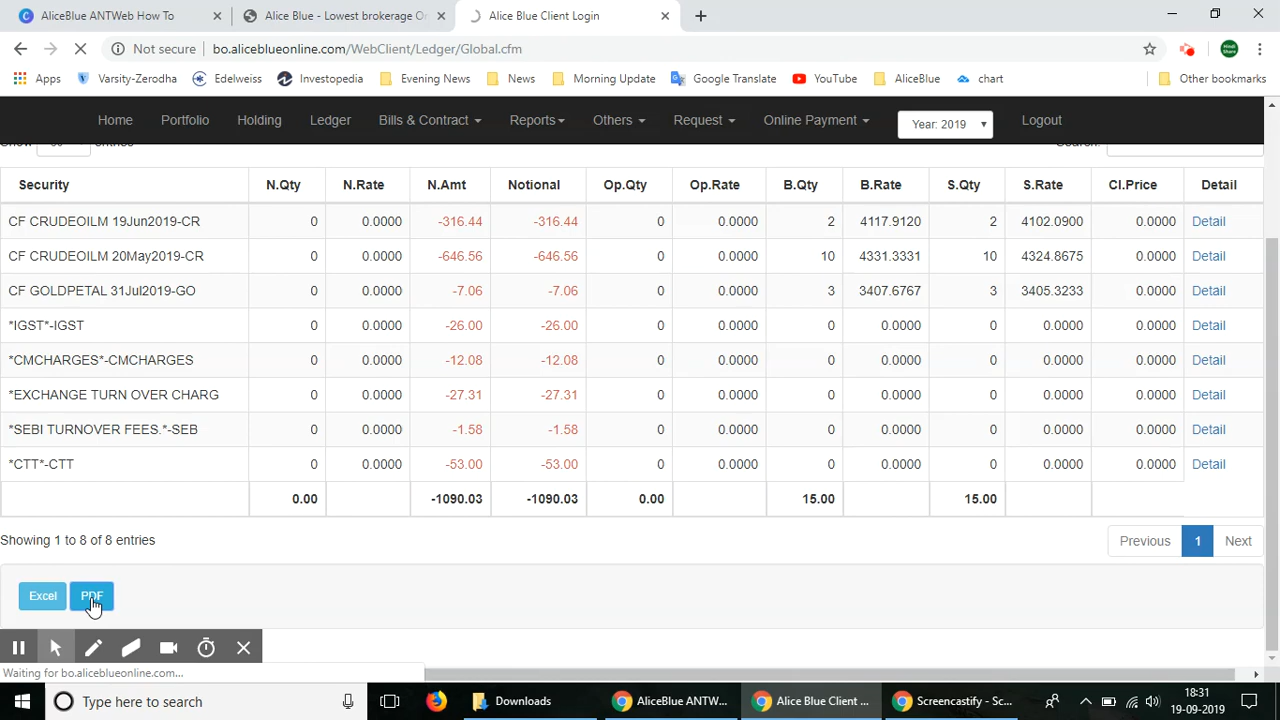 AliceBlue ANTWeb How To
Alice Blue - Lowest brokerage On
Alice Blue Client Login
Not secure
bo.aliceblueonline.com/WebClient/Ledger/Global.cfm
Apps Varsity-Zerodha Edelweiss Investopedia Evening News News Morning Update Google Translate YouTube AliceBlue chart Other bookmarks
Home Portfolio Holding Ledger Bills & Contract Reports Others Request Online Payment Year: 2019 Logout
Show 50 entries Search:
Security N.Qty N.Rate N.Amt Notional Op.Qty Op.Rate B.Qty B.Rate S.Qty S.Rate Cl.Price Detail
CF CRUDEOILM 19Jun2019-CR 0 0.0000 -316.44 -316.44 0 0.0000 2 4117.9120 2 4102.0900 0.0000 Detail
CF CRUDEOILM 20May2019-CR 0 0.0000 -646.56 -646.56 0 0.0000 10 4331.3331 10 4324.8675 0.0000 Detail
CF GOLDPETAL 31Jul2019-GO 0 0.0000 -7.06 -7.06 0 0.0000 3 3407.6767 3 3405.3233 0.0000 Detail
*IGST*-IGST 0 0.0000 -26.00 -26.00 0 0.0000 0 0.0000 0 0.0000 0.0000 Detail
*CMCHARGES*-CMCHARGES 0 0.0000 -12.08 -12.08 0 0.0000 0 0.0000 0 0.0000 0.0000 Detail
*EXCHANGE TURN OVER CHARG 0 0.0000 -27.31 -27.31 0 0.0000 0 0.0000 0 0.0000 0.0000 Detail
*SEBI TURNOVER FEES.*-SEB 0 0.0000 -1.58 -1.58 0 0.0000 0 0.0000 0 0.0000 0.0000 Detail
*CTT*-CTT 0 0.0000 -53.00 -53.00 0 0.0000 0 0.0000 0 0.0000 0.0000 Detail
0.00 -1090.03 -1090.03 0.00 15.00 15.00
Showing 1 to 8 of 8 entries Previous 1 Next
Excel PDF
Waiting for bo.aliceblueonline.com...
Type here to search Downloads AliceBlue ANTW... Alice Blue Client ... Screencastify - Sc...
18:31
19-09-2019